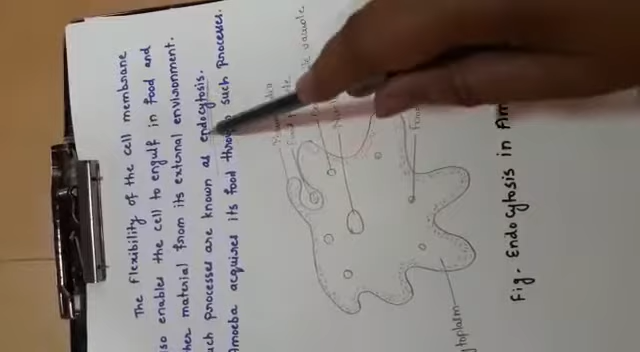 The flexibility of the cell membrane
also enables the cell to engulf in food and
other material from its external environment.
Such processes are known as endocytosis.
Amoeba acquires its food through such processes.
vacuole
Food
Cytoplasm
Fig. Endocytosis in Am